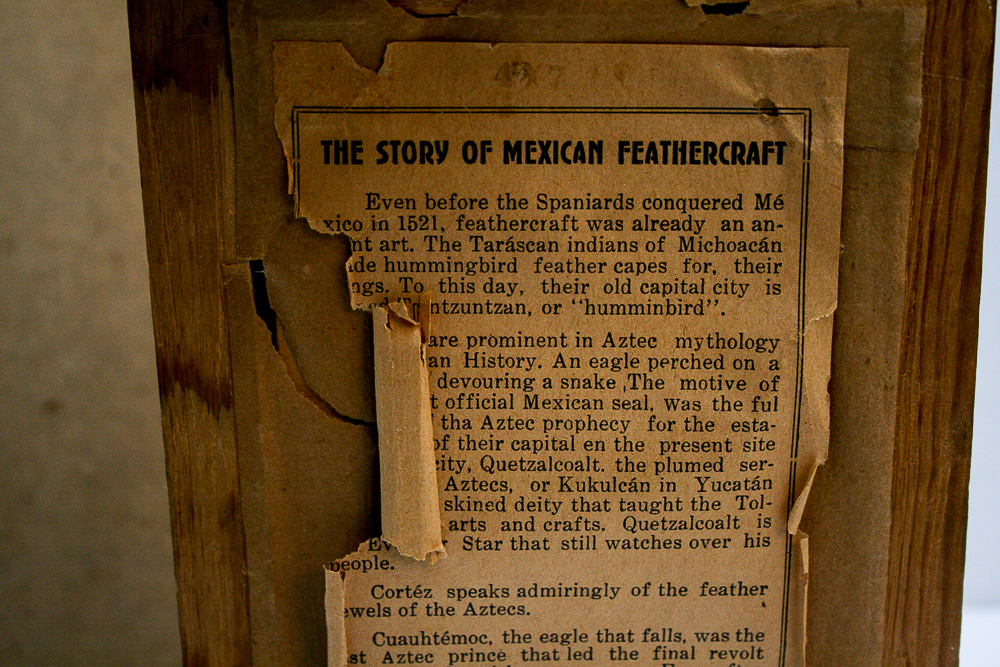 THE STORY OF MEXICAN FEATHERCRAFT
Even before the Spaniards conquered Mé
xico in 1521, feathercraft was already an an-
nt art. The Taráscan indians of Michoacán
de hummingbird feather capes for, their
ngs. To this day, their old capital city is
ntzuntzan, or "humminbird".
are prominent in Aztec mythology
an History. An eagle perched on a
devouring a snake ,The motive of
t official Mexican seal, was the ful
tha Aztec prophecy for the esta-
of their capital en the present site
city, Quetzalcoalt. the plumed ser-
Aztecs, or Kukulcán in Yucatán
skined deity that taught the Tol-
arts and crafts. Quetzalcoalt is
Ev Star that still watches over his
people.
Cortéz speaks admiringly of the feather
ewels of the Aztecs.
Cuauhtémoc, the eagle that falls, was the
st Aztec prince that led the final revolt